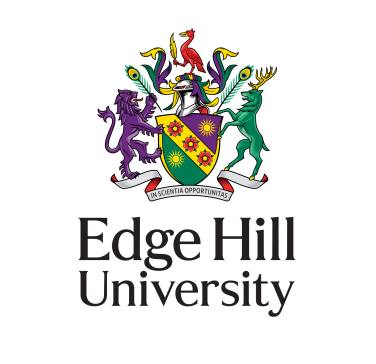 IN SCIENTIA OPPORTUNITAS
Edge Hill
University